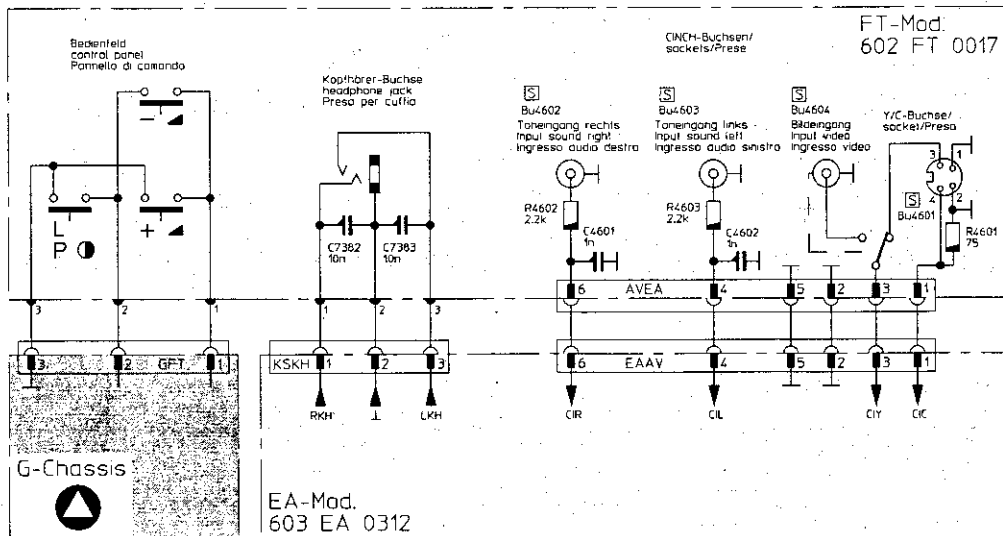 FT-Mod.
602 FT 0017
Bedienfeld
control panel
Pannello di comando
Kopfhörer-Buchse
headphone jack
Presa per cuffia
CINCH-Buchsen/
sockets/Prese
S
Bu4602
Toneingang rechts
Input sound right
Ingresso audio destro
S
Bu4603
Toneingang links
Input sound left
Ingresso audio sinistro
S
Bu4604
Bildeingang
Input video
Ingresso video
Y/C-Buchse/
socket/Presa
3 1
4 2
S
Bu4601
R4601
75
R4602
2.2k
R4603
2.2k
C4601
1n
C4602
1n
−
+
L
P
C7382
10n
C7383
10n
3 2 1
1 2 3
6 AVEA 4 5 2 3 1
3 2 GFT 1
KSKH 1 2 3
6 EAAV 4 5 2 3 1
RKH ⊥ LKH
CIR CIL CIY CIC
G-Chassis
EA-Mod.
603 EA 0312